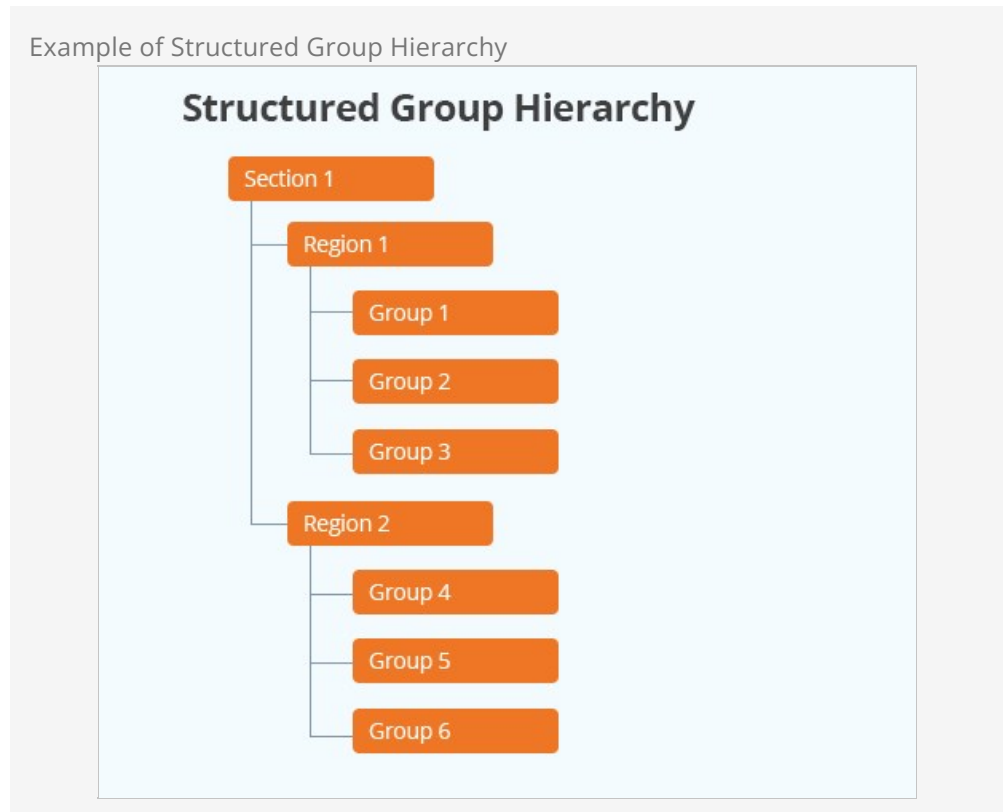 Example of Structured Group Hierarchy
Structured Group Hierarchy
Section 1
Region 1
Group 1
Group 2
Group 3
Region 2
Group 4
Group 5
Group 6